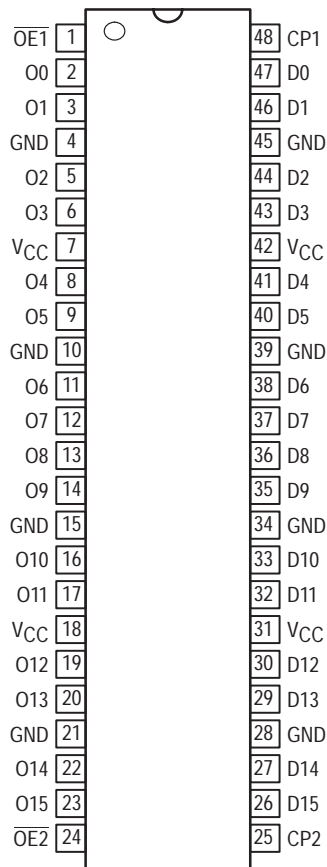 O̅E̅1̅ 1 48 CP1
O0 2 47 D0
O1 3 46 D1
GND 4 45 GND
O2 5 44 D2
O3 6 43 D3
VCC 7 42 VCC
O4 8 41 D4
O5 9 40 D5
GND 10 39 GND
O6 11 38 D6
O7 12 37 D7
O8 13 36 D8
O9 14 35 D9
GND 15 34 GND
O10 16 33 D10
O11 17 32 D11
VCC 18 31 VCC
O12 19 30 D12
O13 20 29 D13
GND 21 28 GND
O14 22 27 D14
O15 23 26 D15
O̅E̅2̅ 24 25 CP2